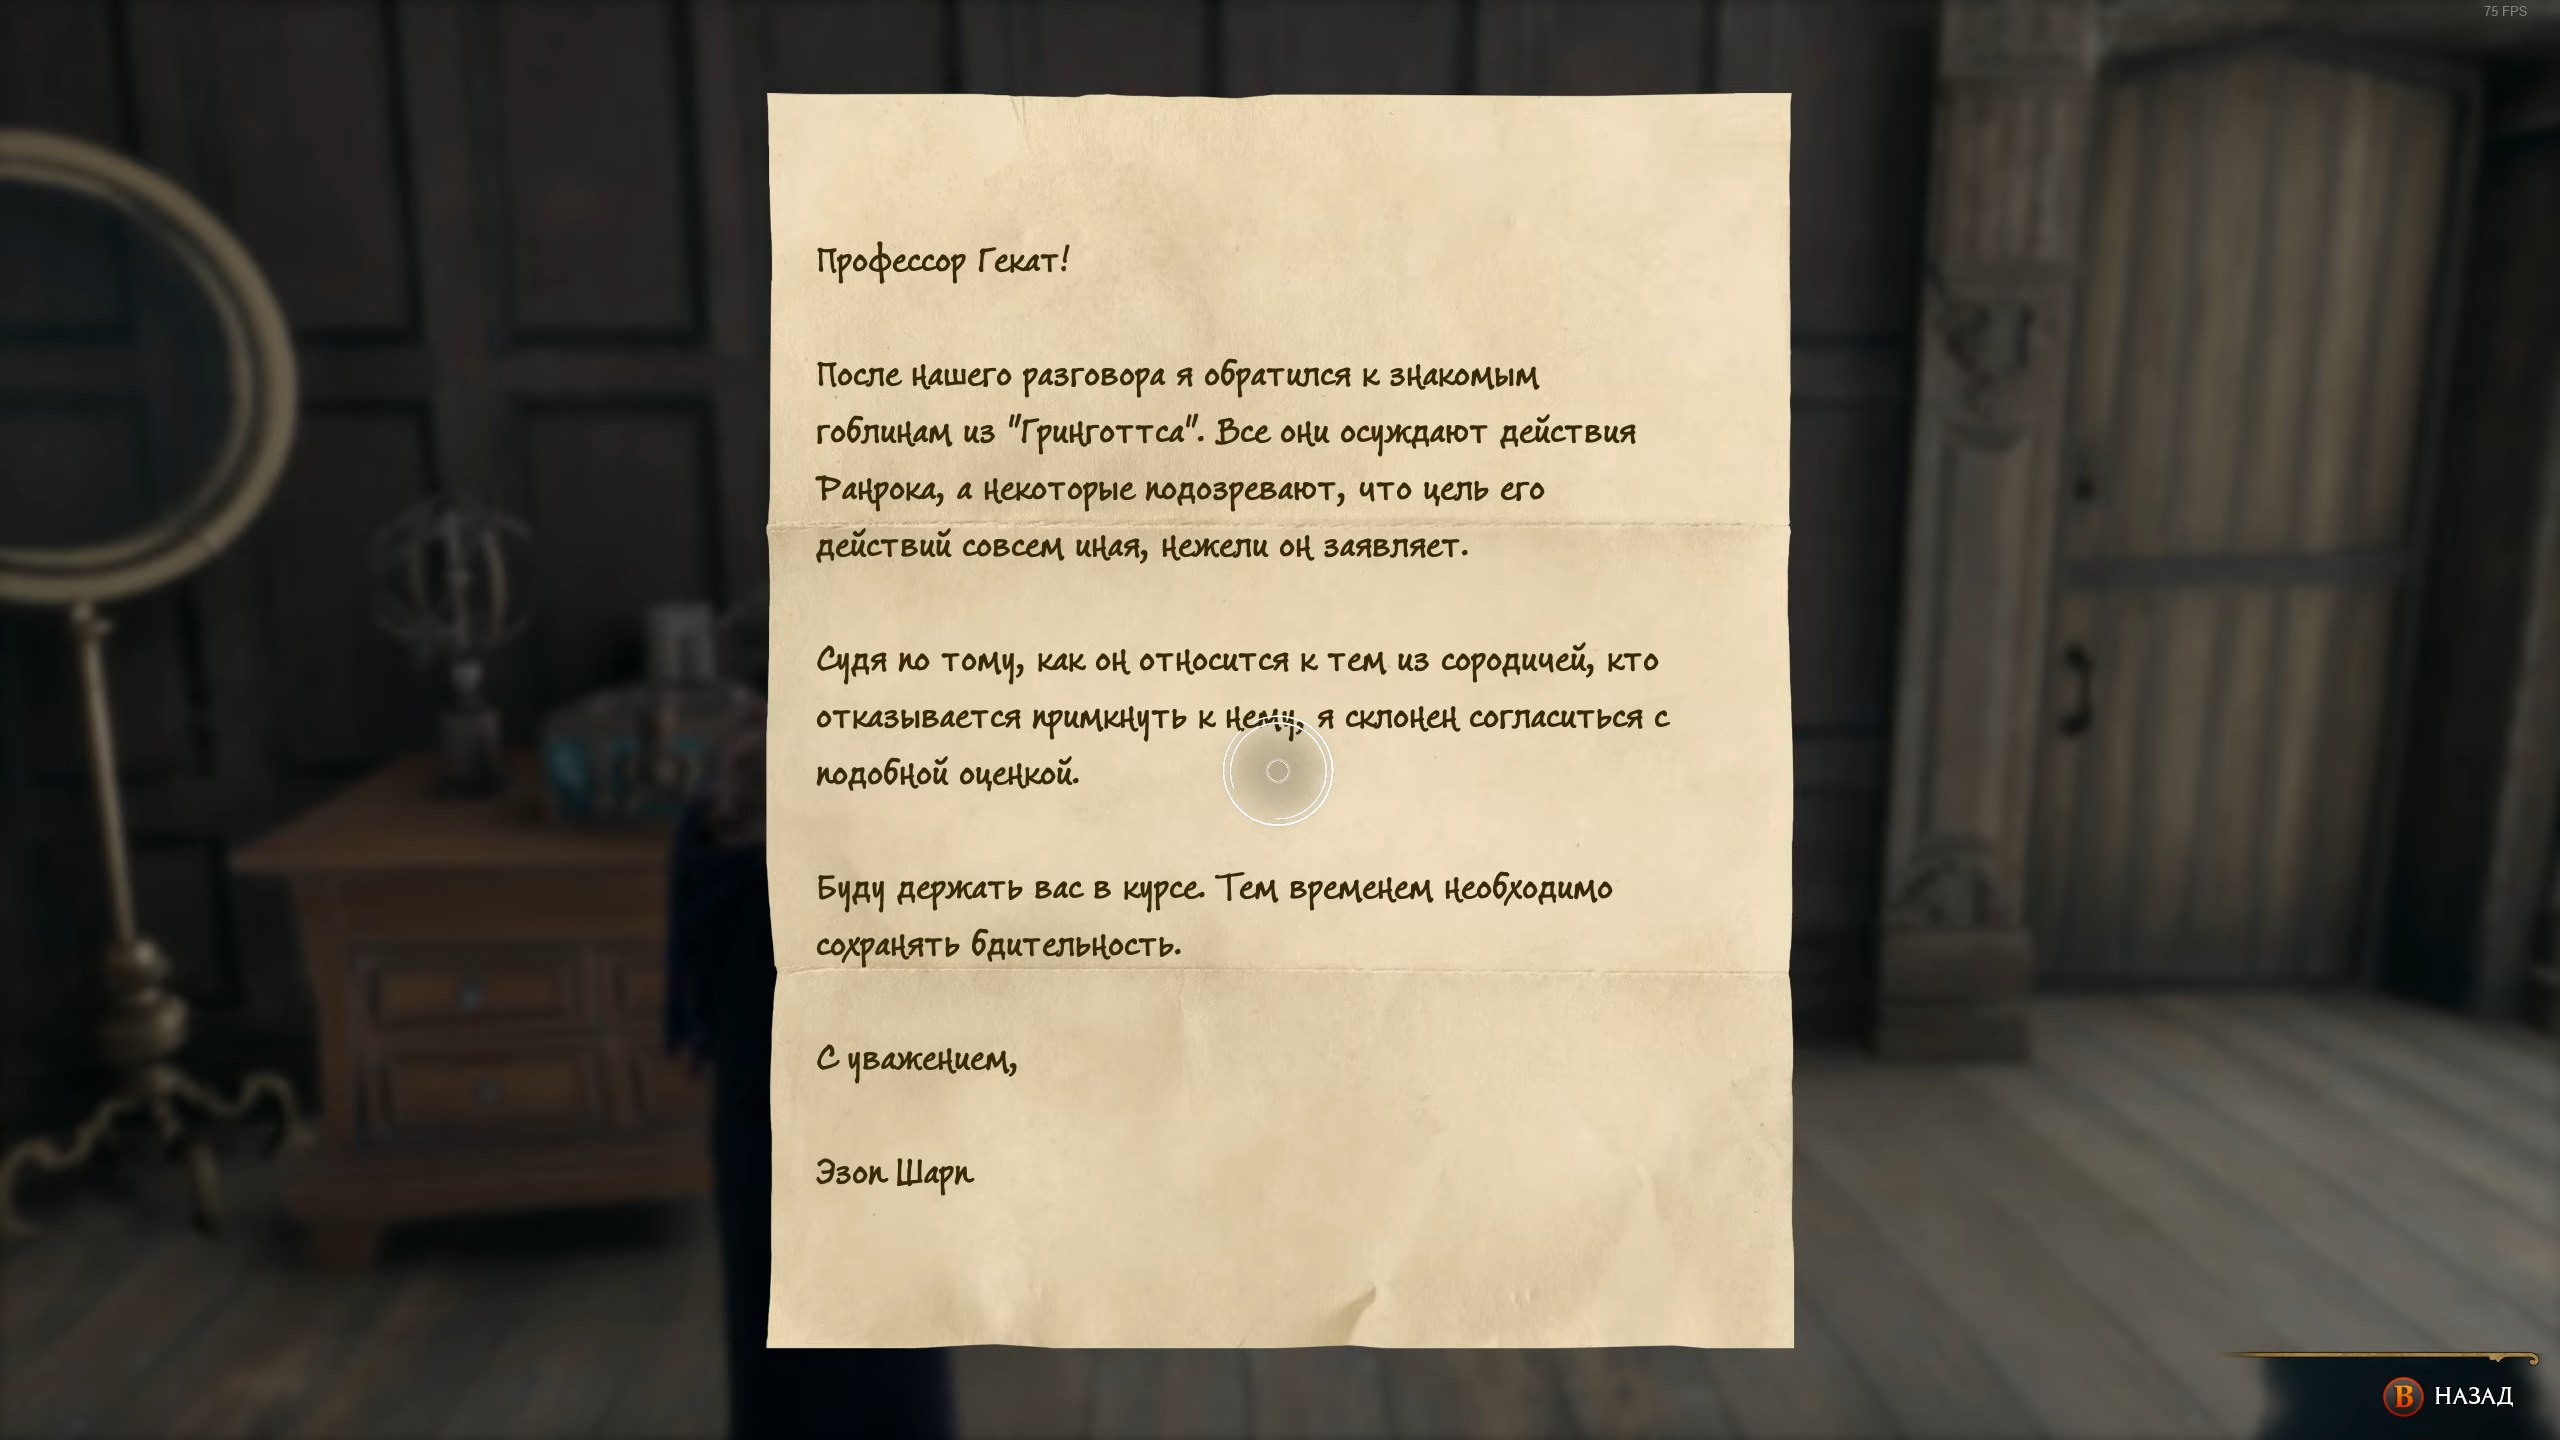 75 FPS
Профессор Гекат!
После нашего разговора я обратился к знакомым
гоблинам из "Гринготтса". Все они осуждают действия
Ранрока, а некоторые подозревают, что цель его
действий совсем иная, нежели он заявляет.
Судя по тому, как он относится к тем из сородичей, кто
отказывается примкнуть к нему, я склонен согласиться с
подобной оценкой.
Буду держать вас в курсе. Тем временем необходимо
сохранять бдительность.
С уважением,
Эзоп Шарп
B НАЗАД